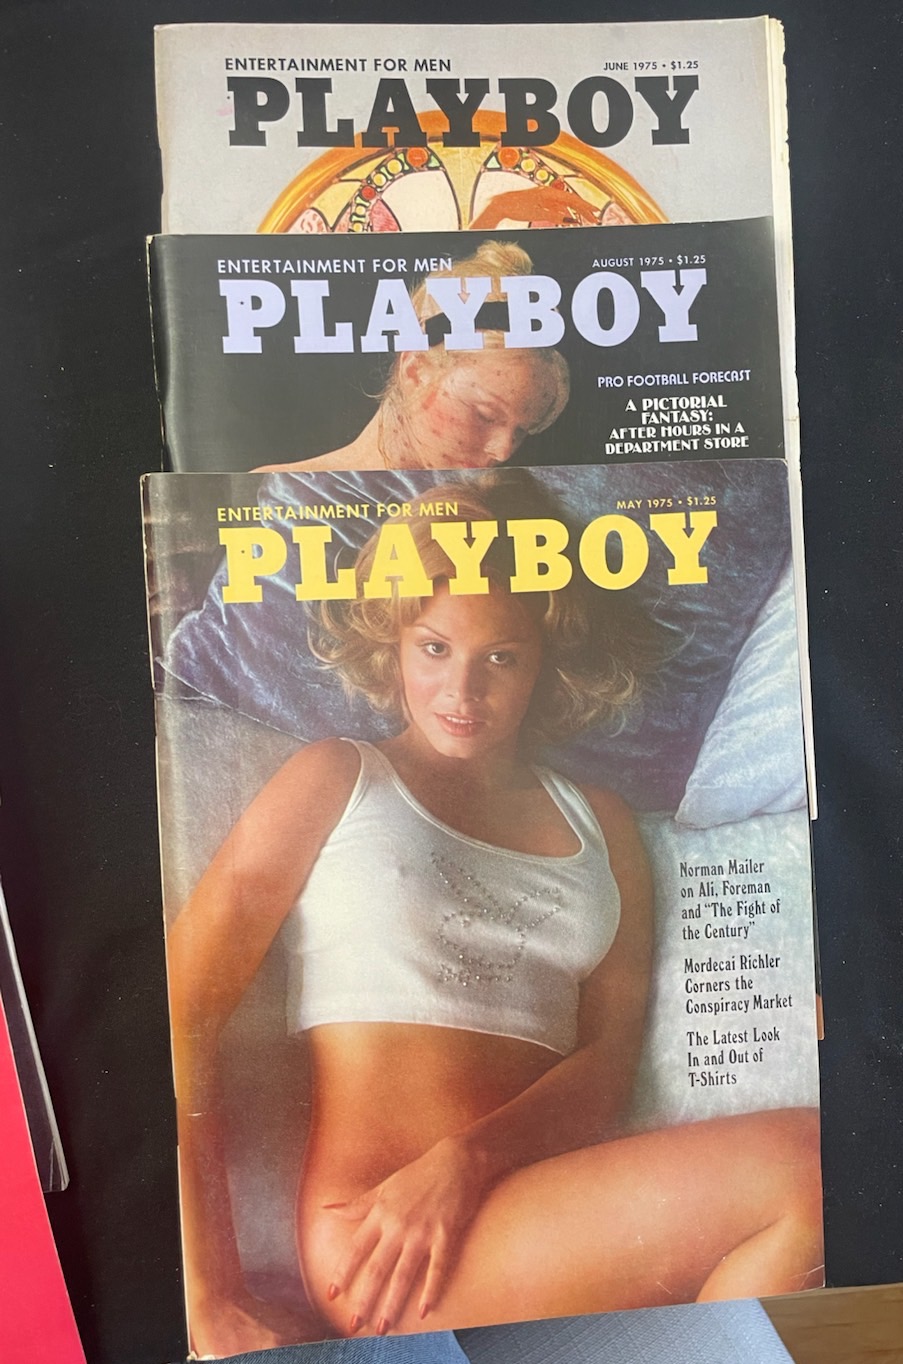 ENTERTAINMENT FOR MEN
JUNE 1975 • $1.25
PLAYBOY
ENTERTAINMENT FOR MEN
AUGUST 1975 • $1.25
PLAYBOY
PRO FOOTBALL FORECAST
A PICTORIAL
FANTASY:
AFTER HOURS IN A
DEPARTMENT STORE
ENTERTAINMENT FOR MEN
MAY 1975 • $1.25
PLAYBOY
Norman Mailer
on Ali, Foreman
and “The Fight of
the Century”
Mordecai Richler
Corners the
Conspiracy Market
The Latest Look
In and Out of
T-Shirts